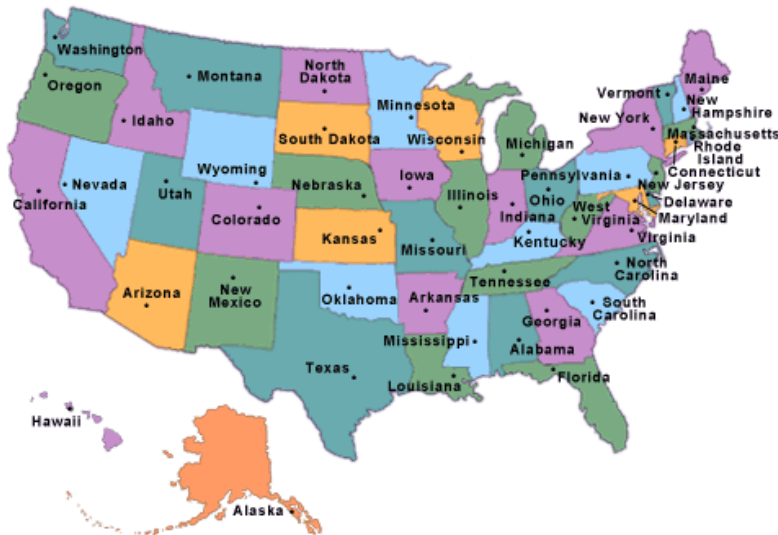 Washington
Oregon
Idaho
Montana
North
Dakota
Minnesota
South Dakota
Wisconsin
Michigan
Vermont
Maine
New
Hampshire
New York
Massachusetts
Rhode
Island
Connecticut
Wyoming
Nevada
California
Utah
Colorado
Nebraska
Iowa
Illinois
Indiana
Ohio
Pennsylvania
New Jersey
Delaware
Maryland
West
Virginia
Virginia
Kentucky
Kansas
Missouri
Arizona
New
Mexico
Oklahoma
Arkansas
Tennessee
North
Carolina
South
Carolina
Georgia
Alabama
Mississippi
Texas
Louisiana
Florida
Hawaii
Alaska